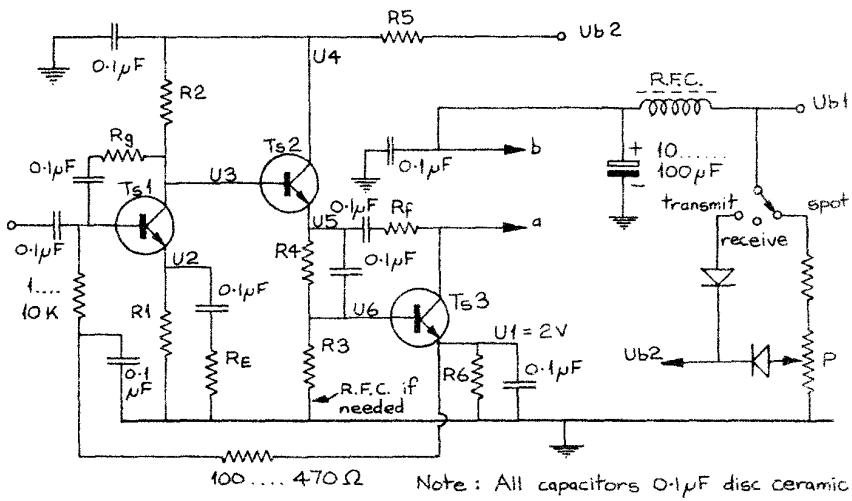 R5
Ub2
0.1µF
U4
R.F.C.
Ub1
R2
Rg
0.1µF
Ts1
Ts2
U3
0.1µF
b
+ 10......
100µF
-
transmit
spot
receive
0.1µF
U5
0.1µF
Rf
a
U2
R4
0.1µF
1....
10K
0.1µF
R1
U6
Ts3
U1 = 2V
RE
R3
R6
0.1µF
Ub2
P
0.1
µF
R.F.C. if
needed
100 .... 470Ω
Note : All capacitors 0.1µF disc ceramic